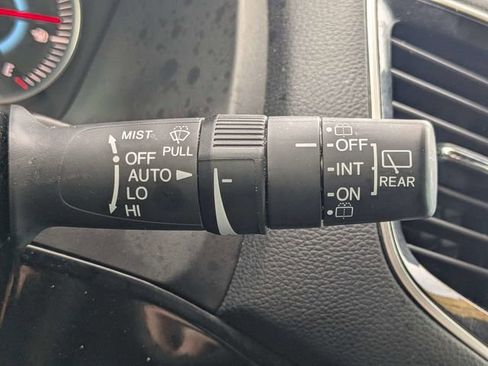 MIST
PULL
OFF
AUTO
LO
HI
OFF
INT
ON
REAR